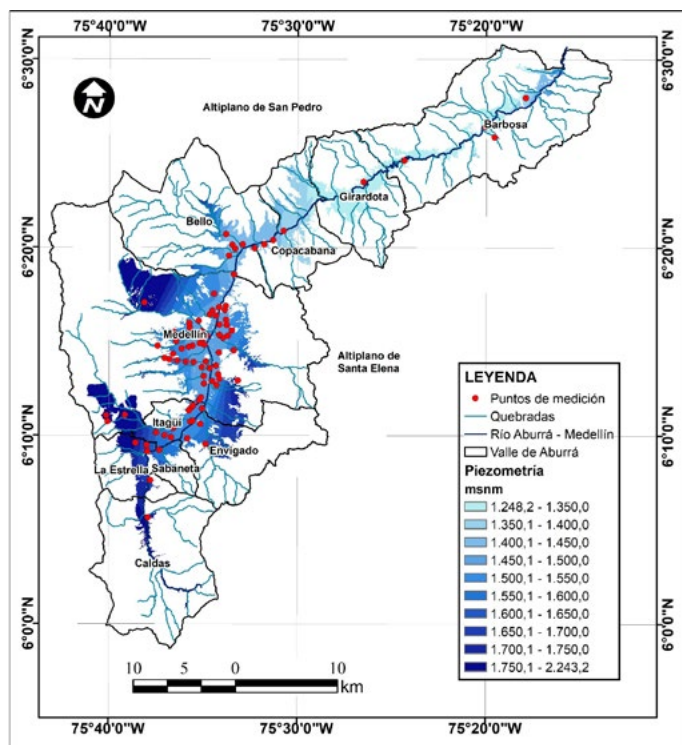 75°40'0"W 75°30'0"W 75°20'0"W
6°30'0"N 6°30'0"N
N
Altiplano de San Pedro
Barbosa
Girardota
Bello
6°20'0"N 6°20'0"N
Copacabana
Medellín
Altiplano de
Santa Elena
LEYENDA
Puntos de medición
Quebradas
Río Aburrá - Medellín
Valle de Aburrá
Piezometría
msnm
1.248,2 - 1.350,0
1.350,1 - 1.400,0
1.400,1 - 1.450,0
1.450,1 - 1.500,0
1.500,1 - 1.550,0
1.550,1 - 1.600,0
1.600,1 - 1.650,0
1.650,1 - 1.700,0
1.700,1 - 1.750,0
1.750,1 - 2.243,2
Itagüí
6°10'0"N 6°10'0"N
Envigado
La Estrella Sabaneta
Caldas
6°0'0"N 6°0'0"N
10 5 0 10
km
75°40'0"W 75°30'0"W 75°20'0"W